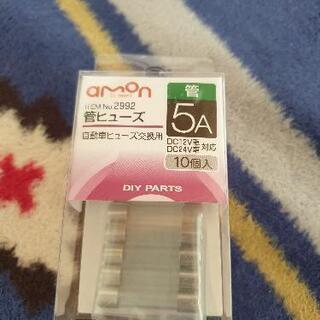 amon
ITEM No.2992
管ヒューズ
自動車ヒューズ交換用
管
5A
DC12V車
DC24V車 対応
10個入
DIY PARTS